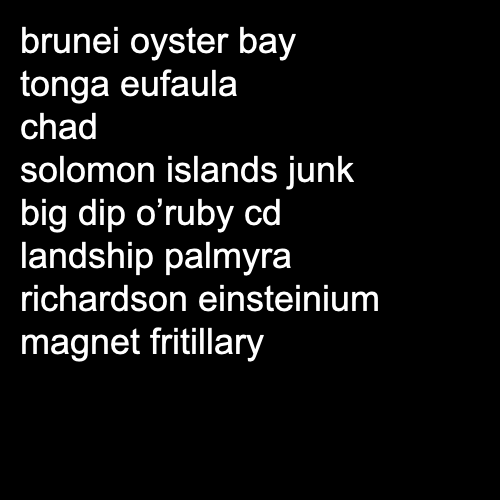 brunei oyster bay
tonga eufaula
chad
solomon islands junk
big dip o’ruby cd
landship palmyra
richardson einsteinium
magnet fritillary